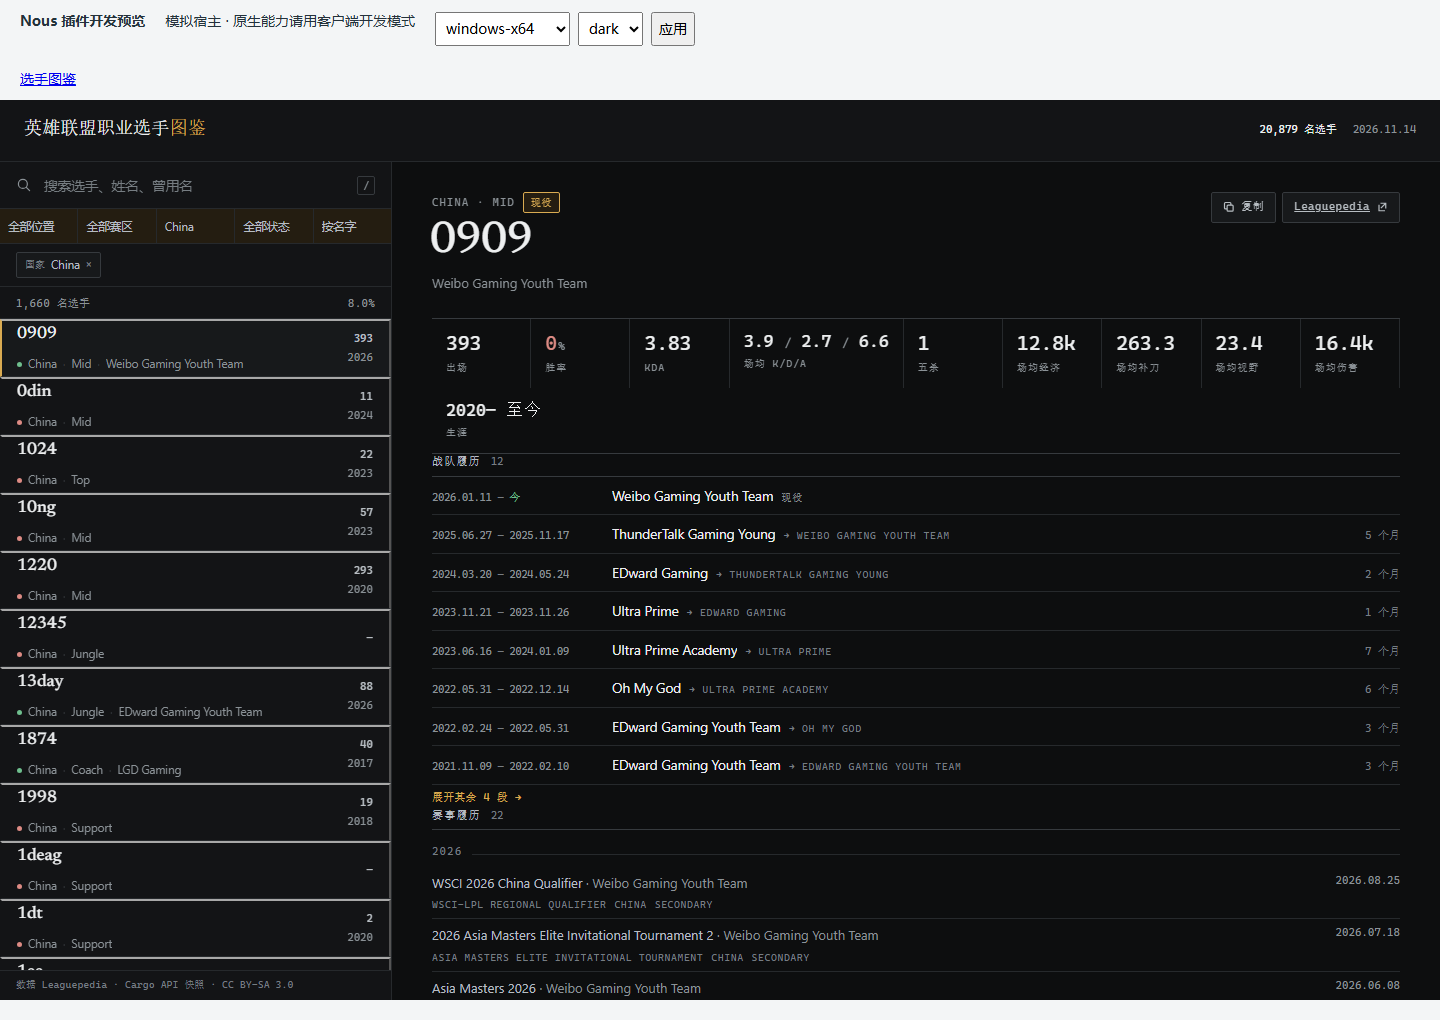 Nous 插件开发预览 模拟宿主 · 原生能力请用客户端开发模式 windows-x64 dark 应用
选手图鉴
英雄联盟职业选手图鉴 20,879 名选手 2026.11.14
搜索选手、姓名、曾用名 /
全部位置 全部赛区 China 全部状态 按名字
国家 China ×
1,660 名选手 8.0%
0909 393
China · Mid · Weibo Gaming Youth Team 2026
0din 11
China · Mid 2024
1024 22
China · Top 2023
10ng 57
China · Mid 2023
1220 293
China · Mid 2020
12345 —
China · Jungle
13day 88
China · Jungle · EDward Gaming Youth Team 2026
1874 40
China · Coach · LGD Gaming 2017
1998 19
China · Support 2018
1deag —
China · Support
1dt 2
China · Support 2020
数据 Leaguepedia · Cargo API 快照 · CC BY-SA 3.0
CHINA · MID 现役 复制 Leaguepedia
0909
Weibo Gaming Youth Team
393 0% 3.83 3.9 / 2.7 / 6.6 1 12.8k 263.3 23.4 16.4k
出场 胜率 KDA 场均 K/D/A 五杀 场均经济 场均补刀 场均视野 场均伤害
2020— 至今
生涯
战队履历 12
2026.01.11 — 今 Weibo Gaming Youth Team 现役
2025.06.27 — 2025.11.17 ThunderTalk Gaming Young → WEIBO GAMING YOUTH TEAM 5 个月
2024.03.20 — 2024.05.24 EDward Gaming → THUNDERTALK GAMING YOUNG 2 个月
2023.11.21 — 2023.11.26 Ultra Prime → EDWARD GAMING 1 个月
2023.06.16 — 2024.01.09 Ultra Prime Academy → ULTRA PRIME 7 个月
2022.05.31 — 2022.12.14 Oh My God → ULTRA PRIME ACADEMY 6 个月
2022.02.24 — 2022.05.31 EDward Gaming Youth Team → OH MY GOD 3 个月
2021.11.09 — 2022.02.10 EDward Gaming Youth Team → EDWARD GAMING YOUTH TEAM 3 个月
展开其余 4 段 →
赛事履历 22
2026
WSCI 2026 China Qualifier · Weibo Gaming Youth Team 2026.08.25
WSCI-LPL REGIONAL QUALIFIER CHINA SECONDARY
2026 Asia Masters Elite Invitational Tournament 2 · Weibo Gaming Youth Team 2026.07.18
ASIA MASTERS ELITE INVITATIONAL TOURNAMENT CHINA SECONDARY
Asia Masters 2026 · Weibo Gaming Youth Team 2026.06.08